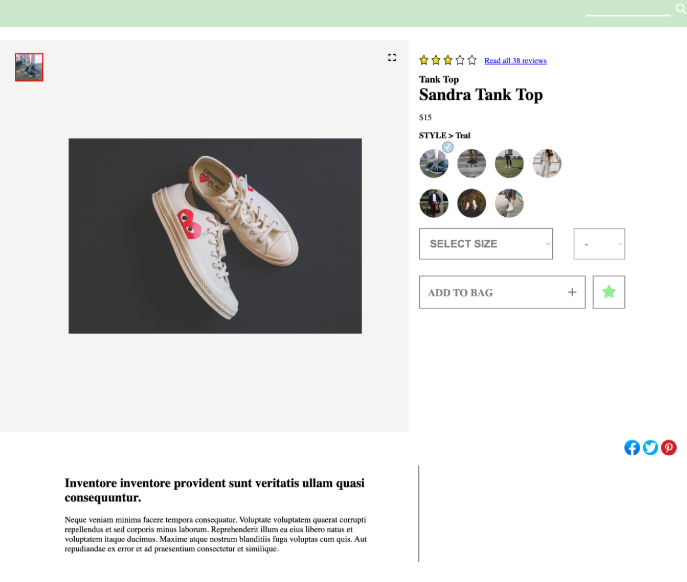 Read all 38 reviews
Tank Top
Sandra Tank Top
$15
STYLE > Teal
SELECT SIZE
-
ADD TO BAG +
Inventore inventore provident sunt veritatis ullam quasi
consequuntur.
Neque veniam minima facere tempora consequatur. Voluptate voluptatem quaerat corrupti
repellendus et sed corporis minus laborum. Reprehenderit illum ea eius libero natus et
voluptatem itaque ducimus. Maxime atque nostrum blanditiis fuga voluptas cum quis. Aut
repudiandae ex error et ad praesentium consectetur et similique.